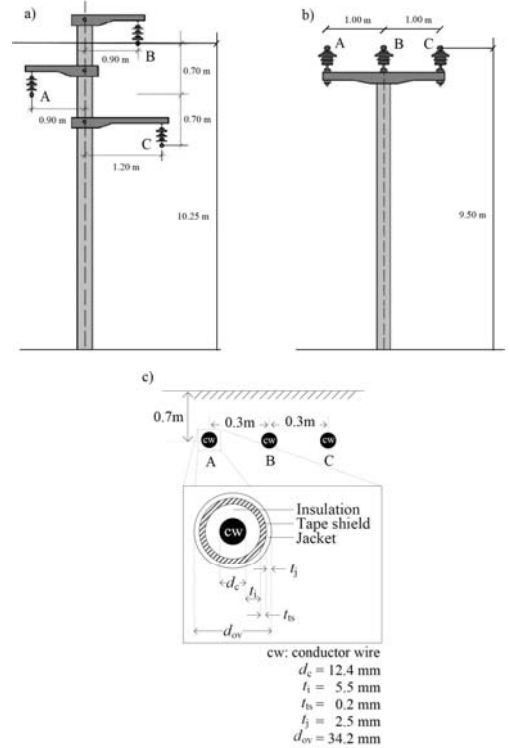 a)
B
0.90 m
0.70 m
A
0.90 m
0.70 m
C
1.20 m
10.25 m
b)
1.00 m 1.00 m
A B C
9.50 m
c)
0.7m
0.3m 0.3m
cw cw cw
A B C
Insulation
Tape shield
Jacket
cw
tj
dc
ti
tts
dov
cw: conductor wire
dc = 12.4 mm
ti = 5.5 mm
tts = 0.2 mm
tj = 2.5 mm
dov = 34.2 mm